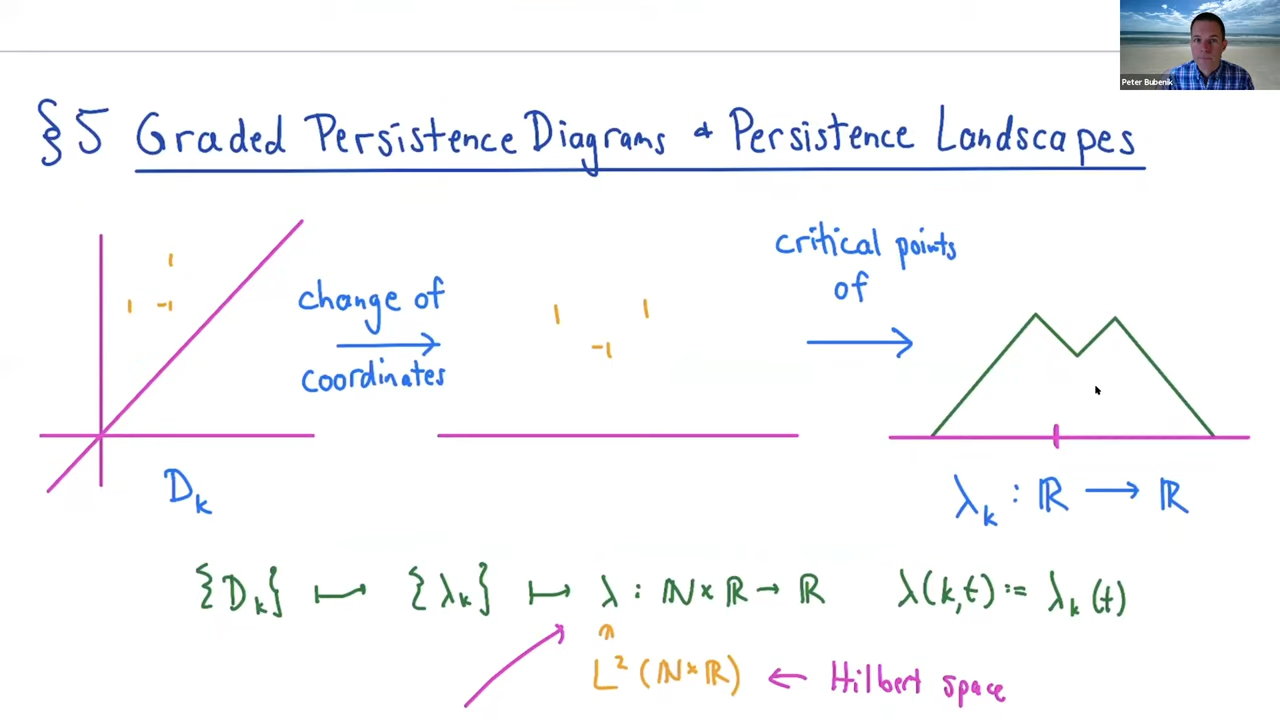 Peter Bubenik
§5 Graded Persistence Diagrams & Persistence Landscapes
1
1 -1
change of
coordinates
1 1
-1
critical points
of
D_k
λ_k : ℝ → ℝ
{D_k} ↦ {λ_k} ↦ λ : ℕ×ℝ → ℝ λ(k,t) := λ_k(t)
∩
L²(ℕ×ℝ) ← Hilbert space